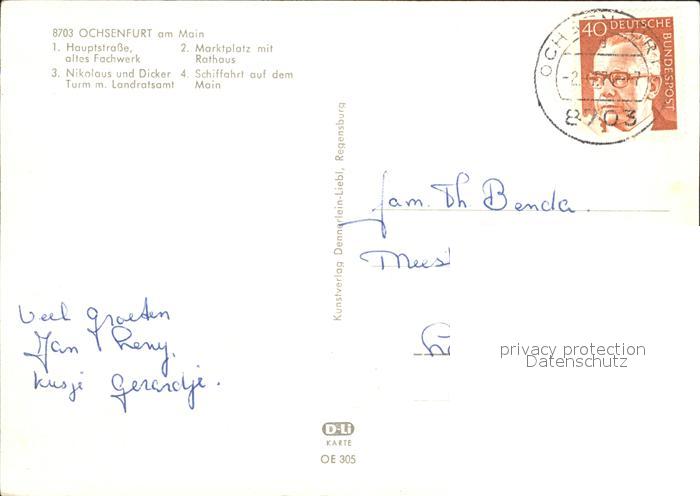 8703 OCHSENFURT am Main
1. Hauptstraße, altes Fachwerk
2. Marktplatz mit Rathaus
3. Nikolaus und Dicker Turm m. Landratsamt
4. Schiffahrt auf dem Main
40 DEUTSCHE BUNDESPOST
8703
Kunstverlag Dennerlein-Liebl, Regensburg
fam. Th Benda.
Veel groeten
Jan
kusje Gerardje.
privacy protection
Datenschutz
D-Li
KARTE
OE 305